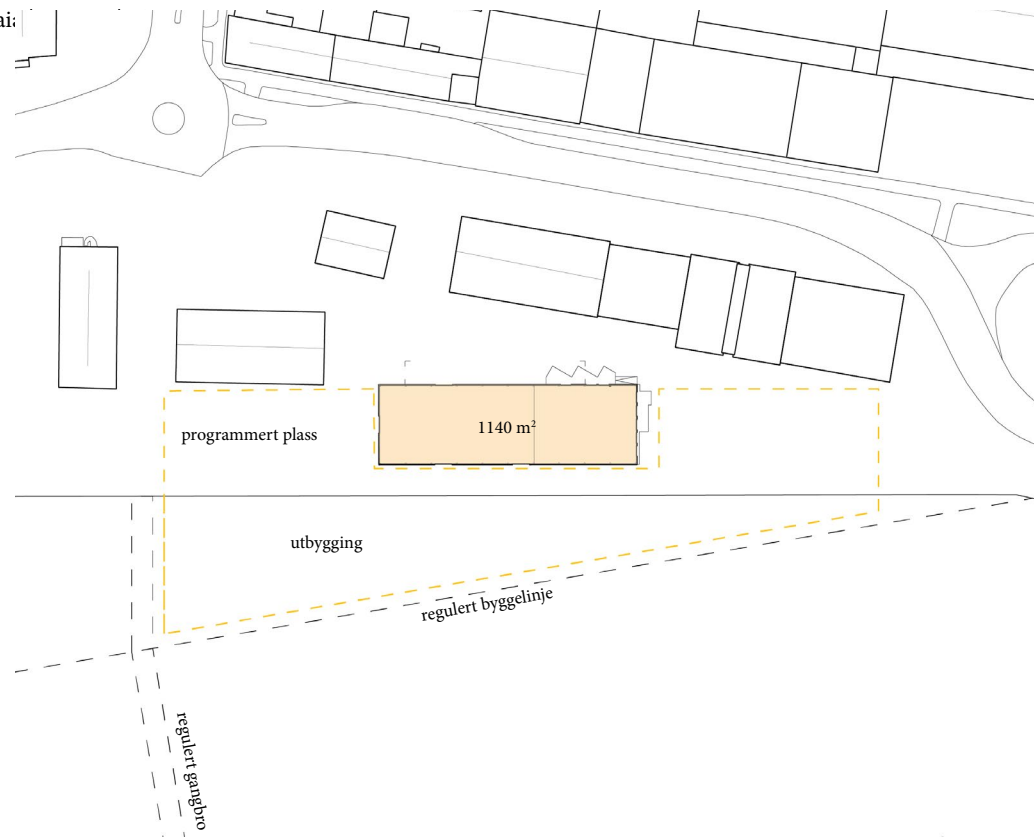 1140 m²
programmert plass
utbygging
regulert byggelinje
regulert gangbro